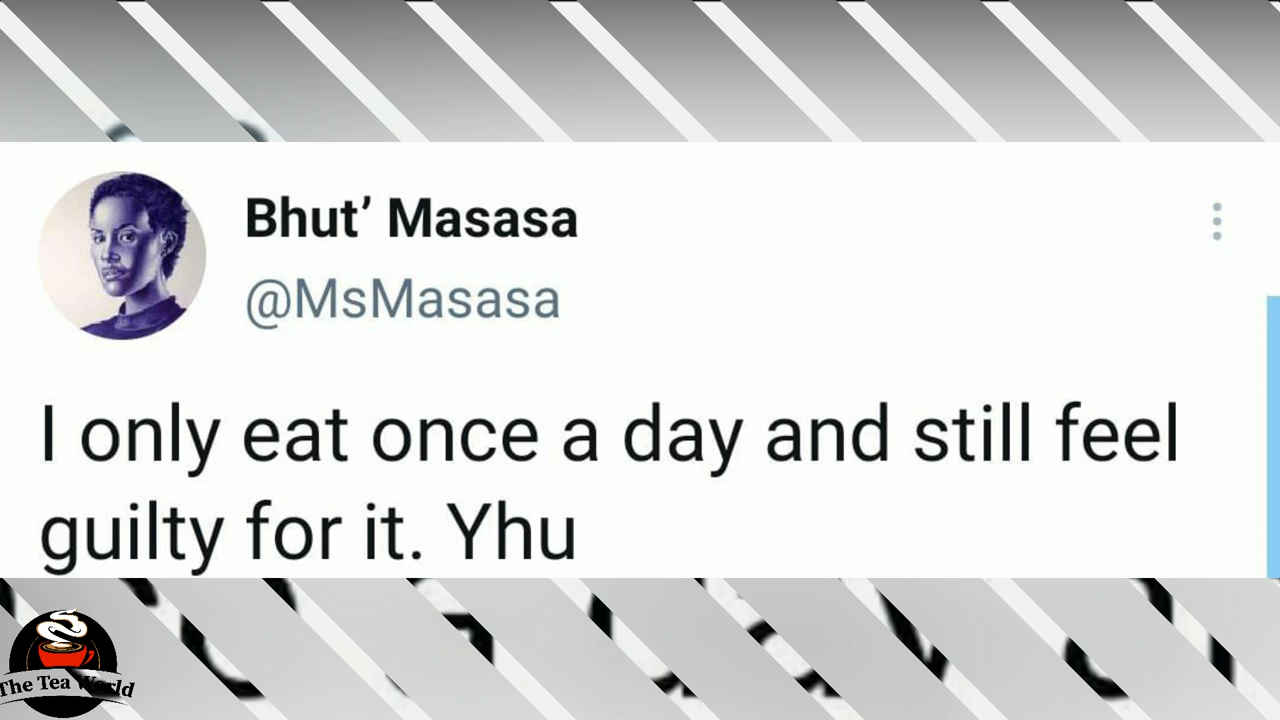 Bhut’ Masasa
@MsMasasa
I only eat once a day and still feel
guilty for it. Yhu
The Tea World